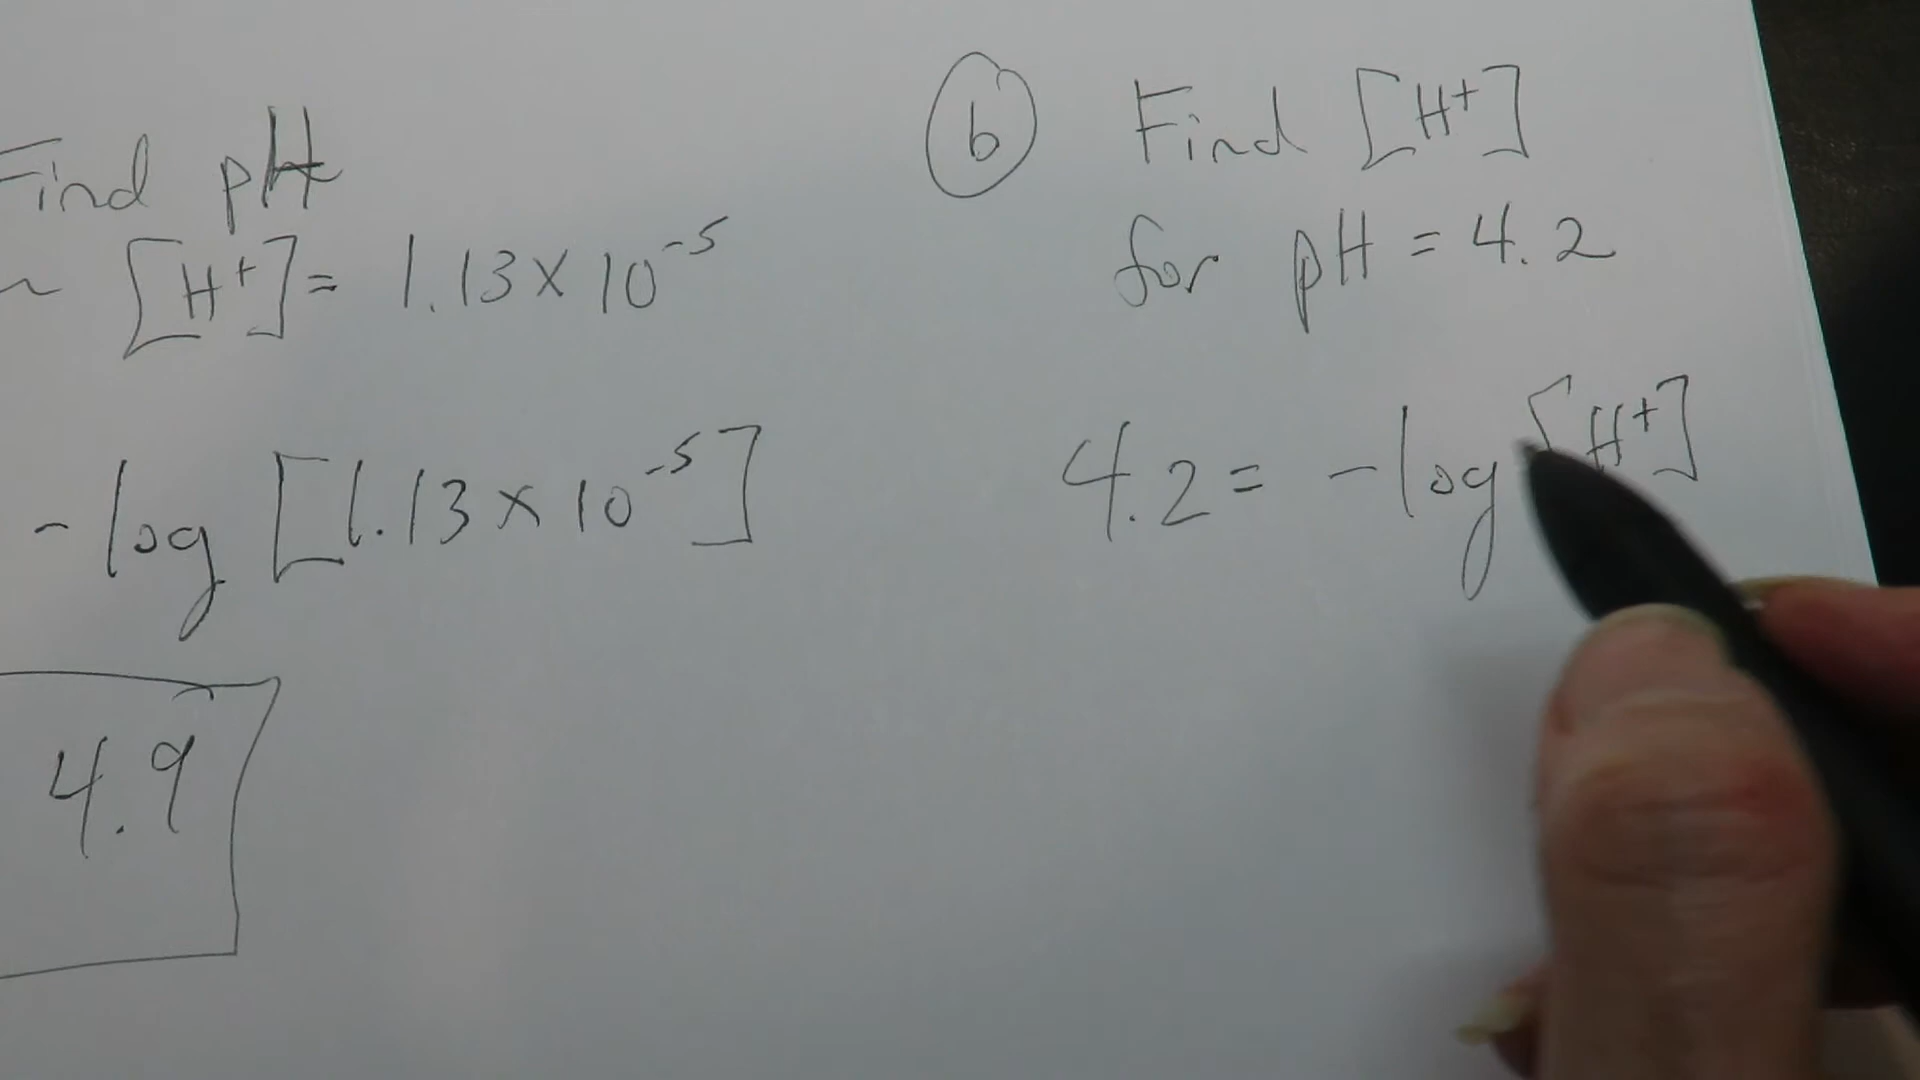 Find pH
[H+] = 1.13 x 10^-5
-log [1.13 x 10^-5]
4.9
b Find [H+]
for pH = 4.2
4.2 = -log [H+]